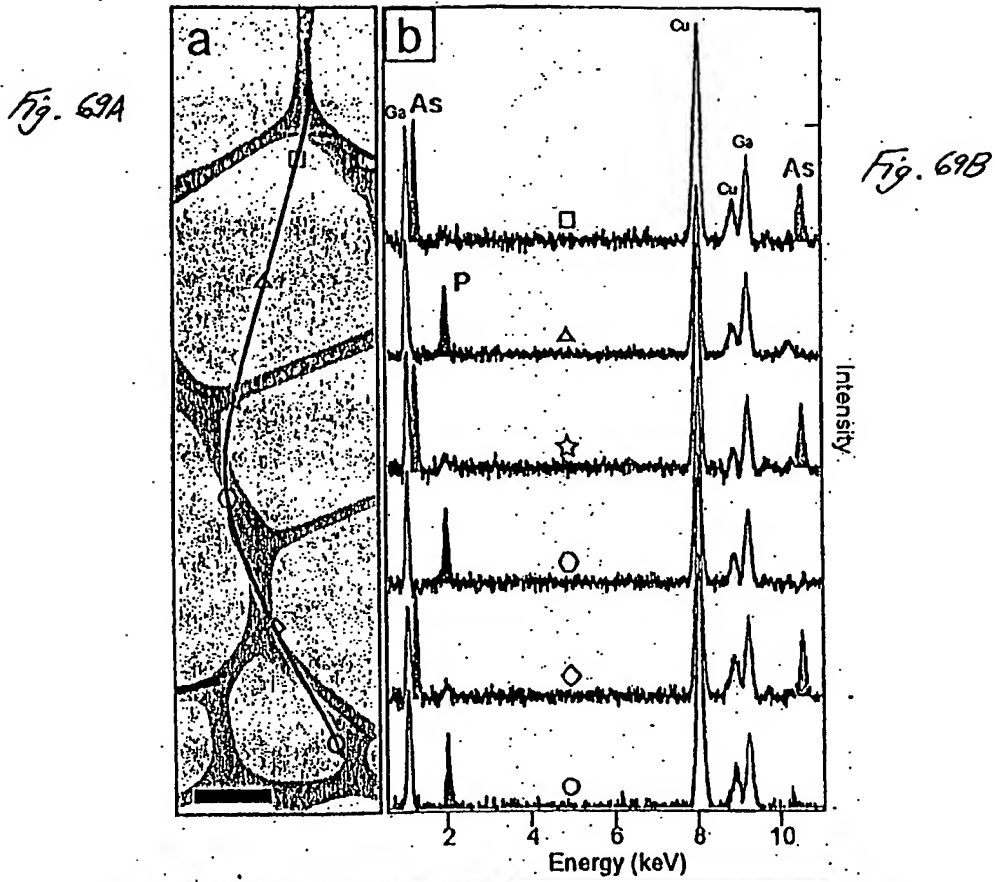 a
b
Fig. 69A
Fig. 69B
Cu
Ga As
Ga
Cu
As
P
Intensity
2 4 6 8 10
Energy (keV)